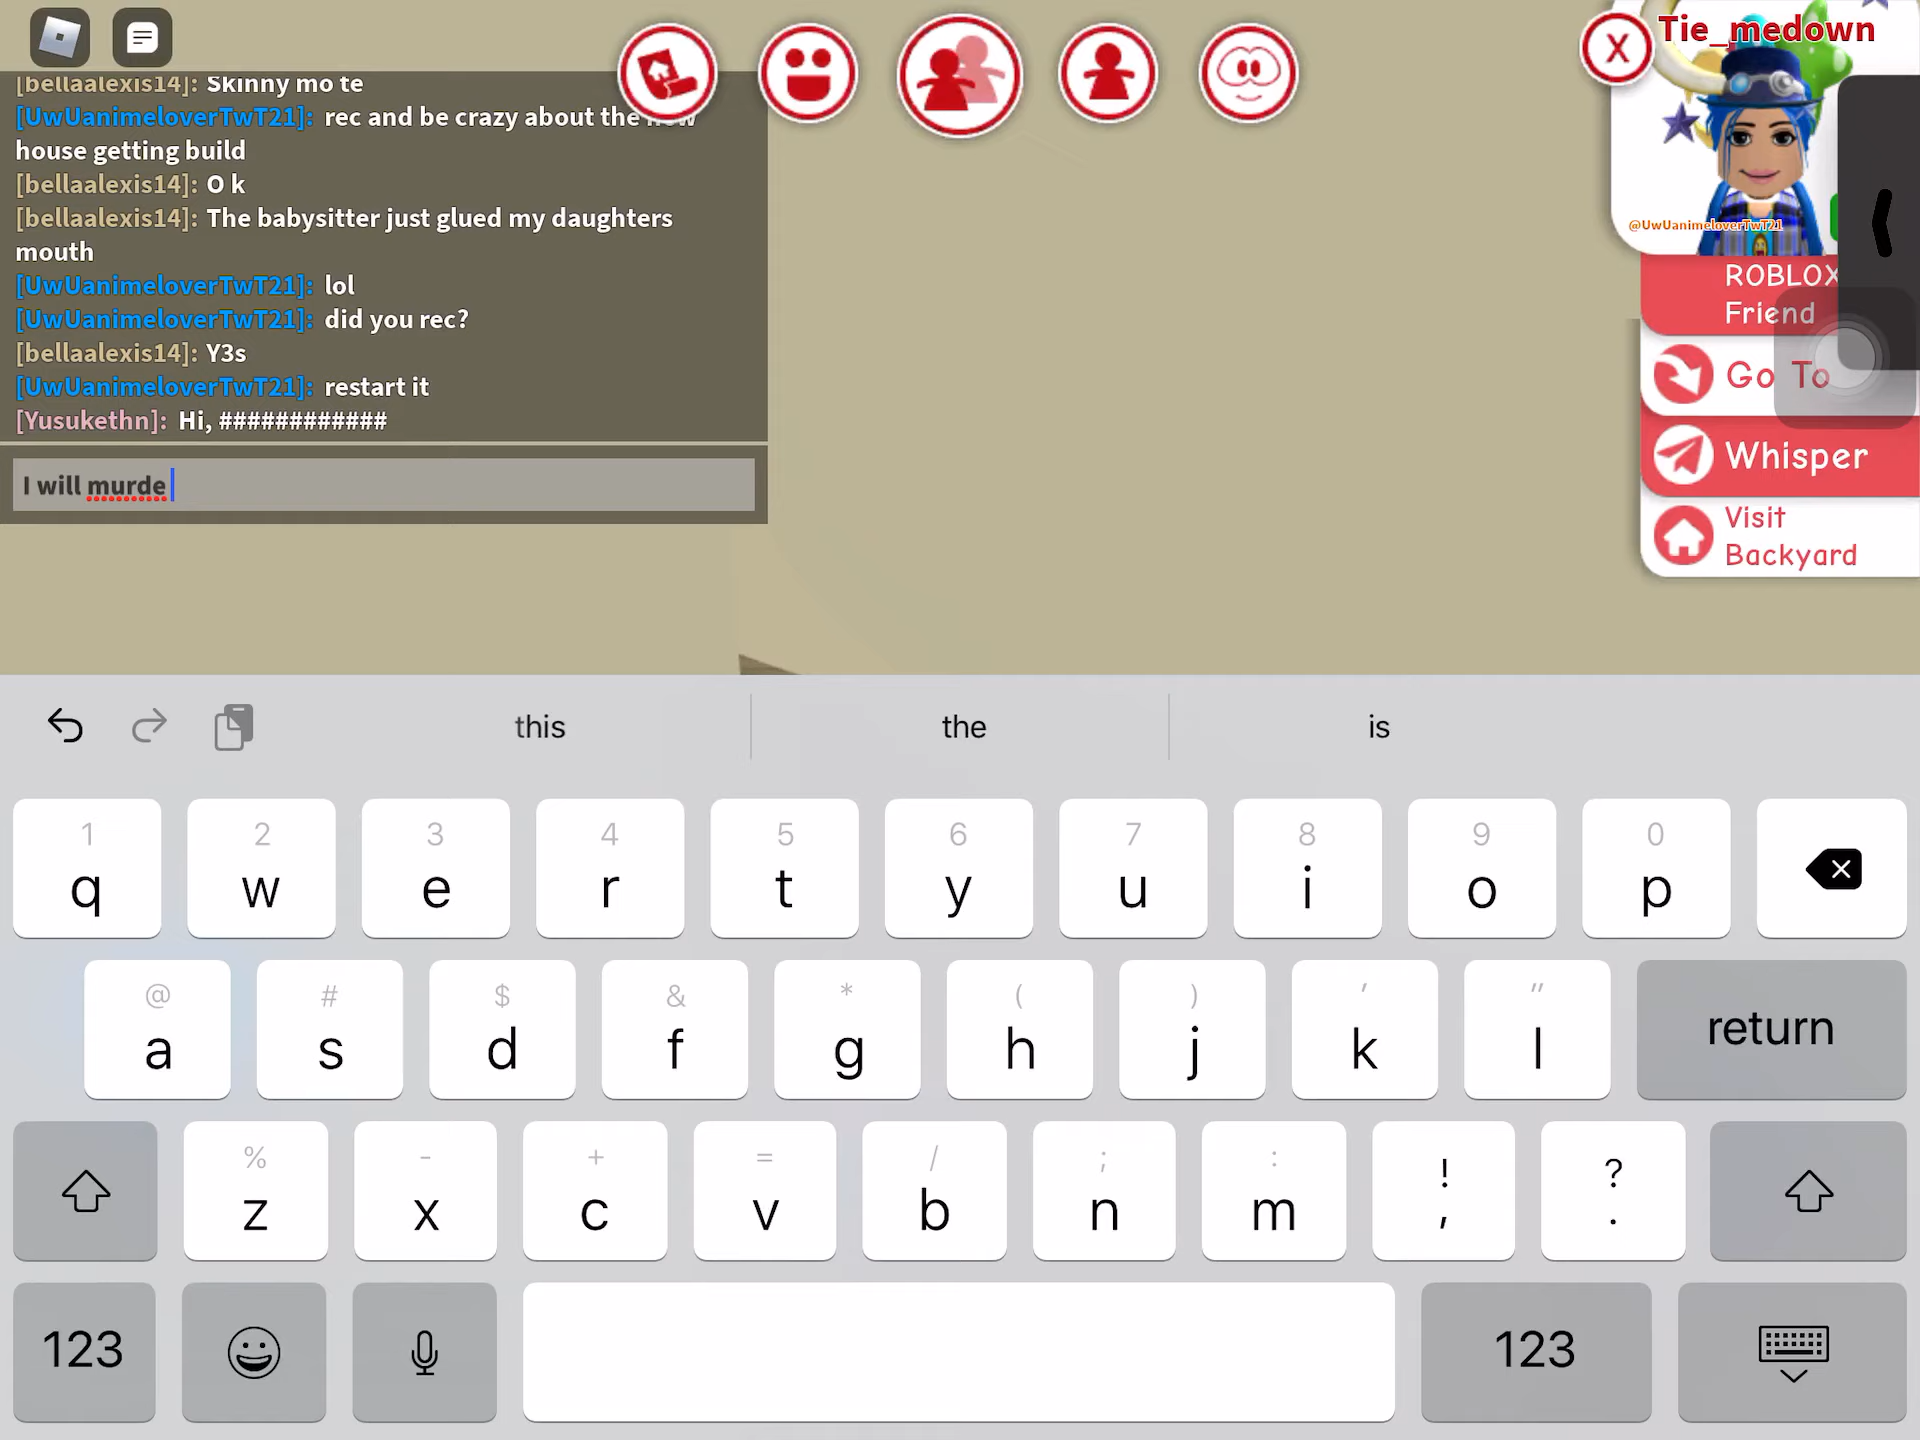 [bellaalexis14]: Skinny mo te
[UwUanimeloverTwT21]: rec and be crazy about the new
house getting build
[bellaalexis14]: O k
[bellaalexis14]: The babysitter just glued my daughters
mouth
[UwUanimeloverTwT21]: lol
[UwUanimeloverTwT21]: did you rec?
[bellaalexis14]: Y3s
[UwUanimeloverTwT21]: restart it
[Yusukethn]: Hi, ############
I will murde
X
Tie_medown
@UwUanimeloverTwT21
ROBLOX
Friend
Go To
Whisper
Visit
Backyard
this the is
1 2 3 4 5 6 7 8 9 0
q w e r t y u i o p
@ # $ & * ( ) ' "
a s d f g h j k l return
% - + = / ; : ! ?
z x c v b n m , .
123 123